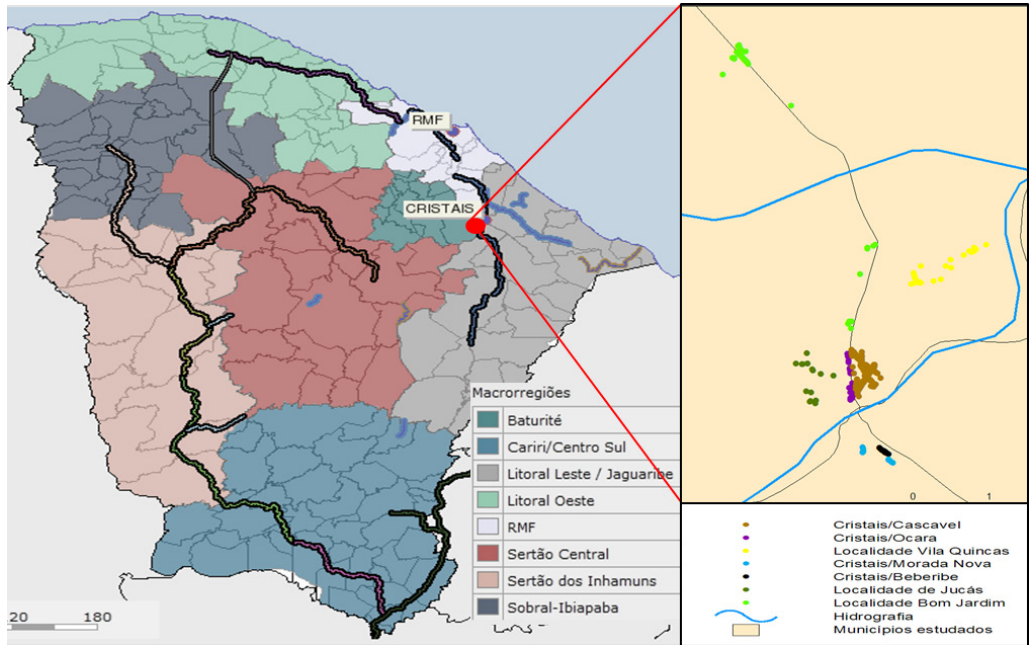 RMF
CRISTAIS
Macrorregiões
Baturité
Cariri/Centro Sul
Litoral Leste / Jaguaribe
Litoral Oeste
RMF
Sertão Central
Sertão dos Inhamuns
Sobral-Ibiapaba
120 180
0 1
Cristais/Cascavel
Cristais/Ocara
Localidade Vila Quincas
Cristais/Morada Nova
Cristais/Beberibe
Localidade de Jucás
Localidade Bom Jardim
Hidrografia
Municípios estudados